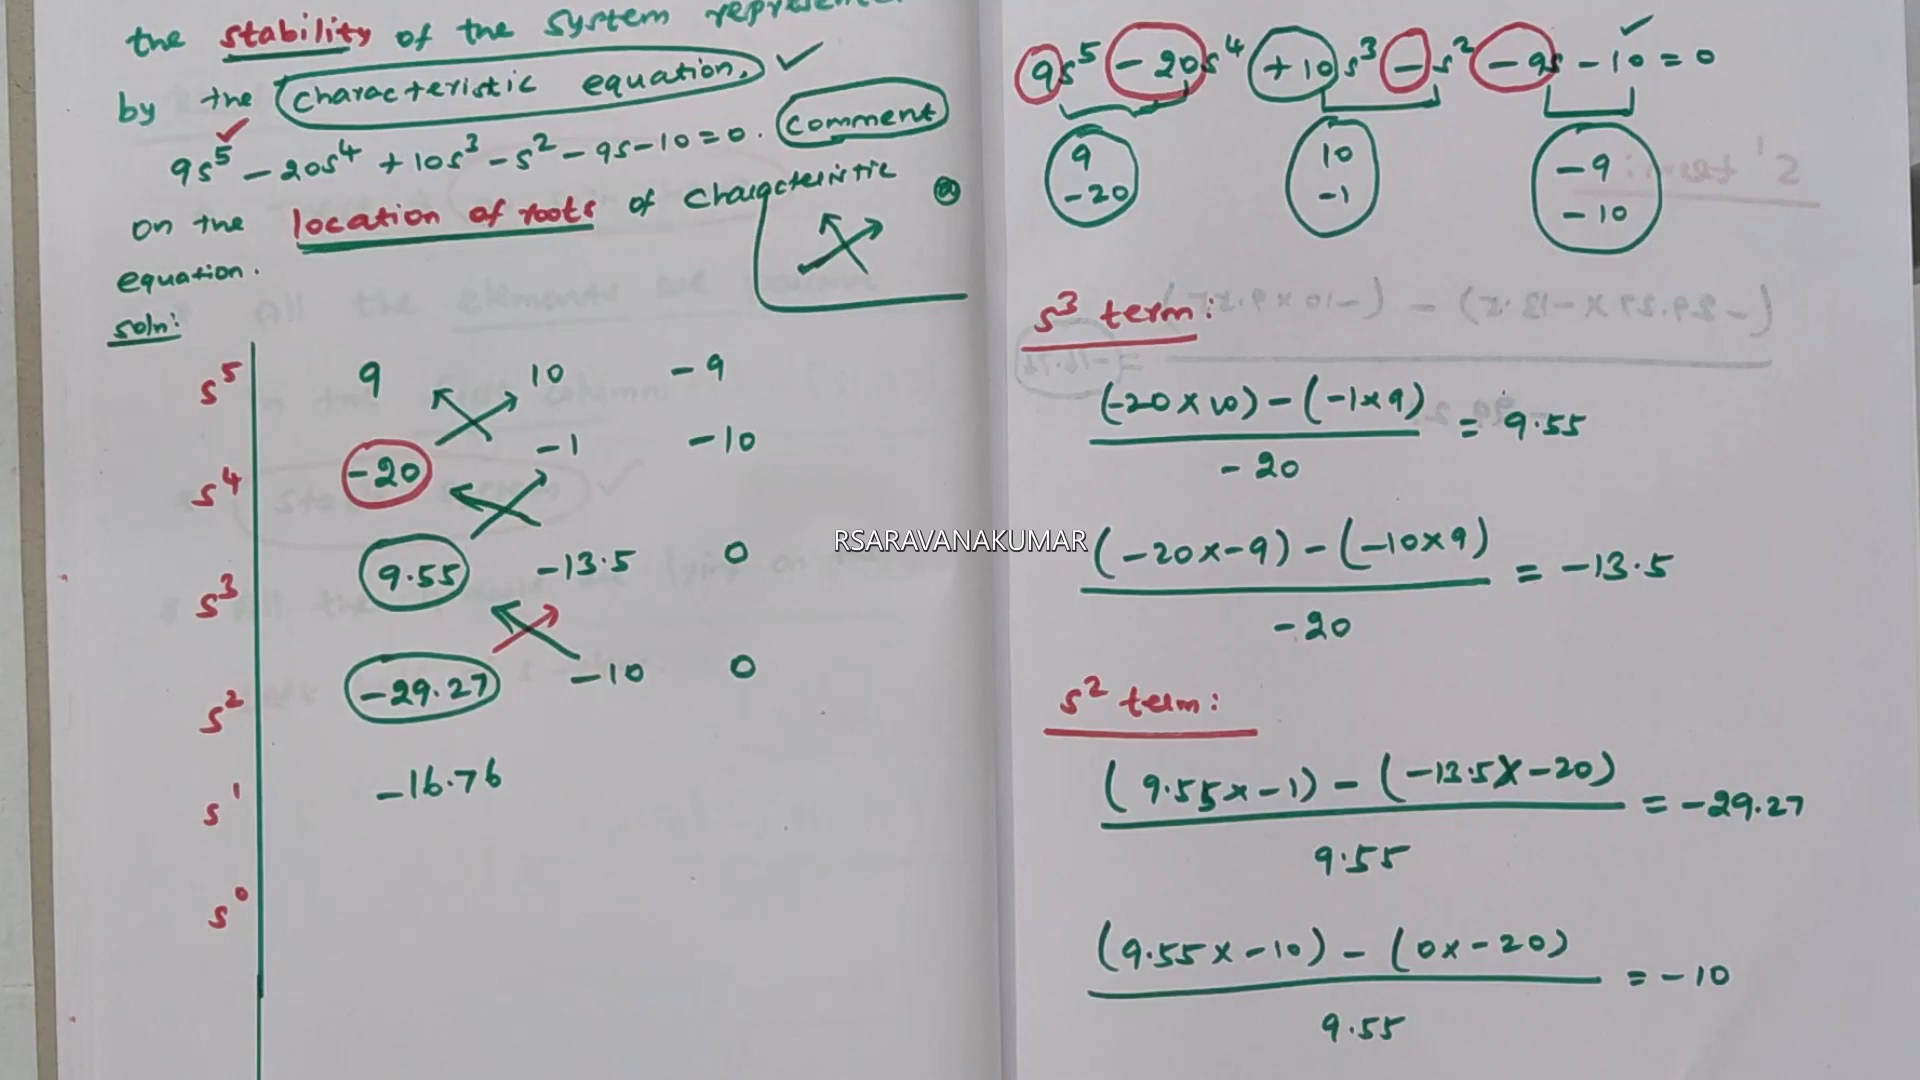 the stability of the system
by the characteristic equation,
9s⁵ - 20s⁴ + 10s³ - s² - 9s - 10 = 0. comment
on the location of roots of characteristic
equation.
soln:
s⁵ 9 10 -9
s⁴ -20 -1 -10
s³ 9.55 -13.5 0
s² -29.27 -10 0
s¹ -16.76
s⁰
RSARAVANAKUMAR
9s⁵ - 20s⁴ + 10s³ - s² - 9s - 10 = 0
9 10 -9
-20 -1 -10
s³ term:
(-20 x 10) - (-1 x 9)
-20
= 9.55
(-20 x -9) - (-10 x 9)
-20
= -13.5
s² term:
(9.55 x -1) - (-13.5 x -20)
9.55
= -29.27
(9.55 x -10) - (0 x -20)
9.55
= -10